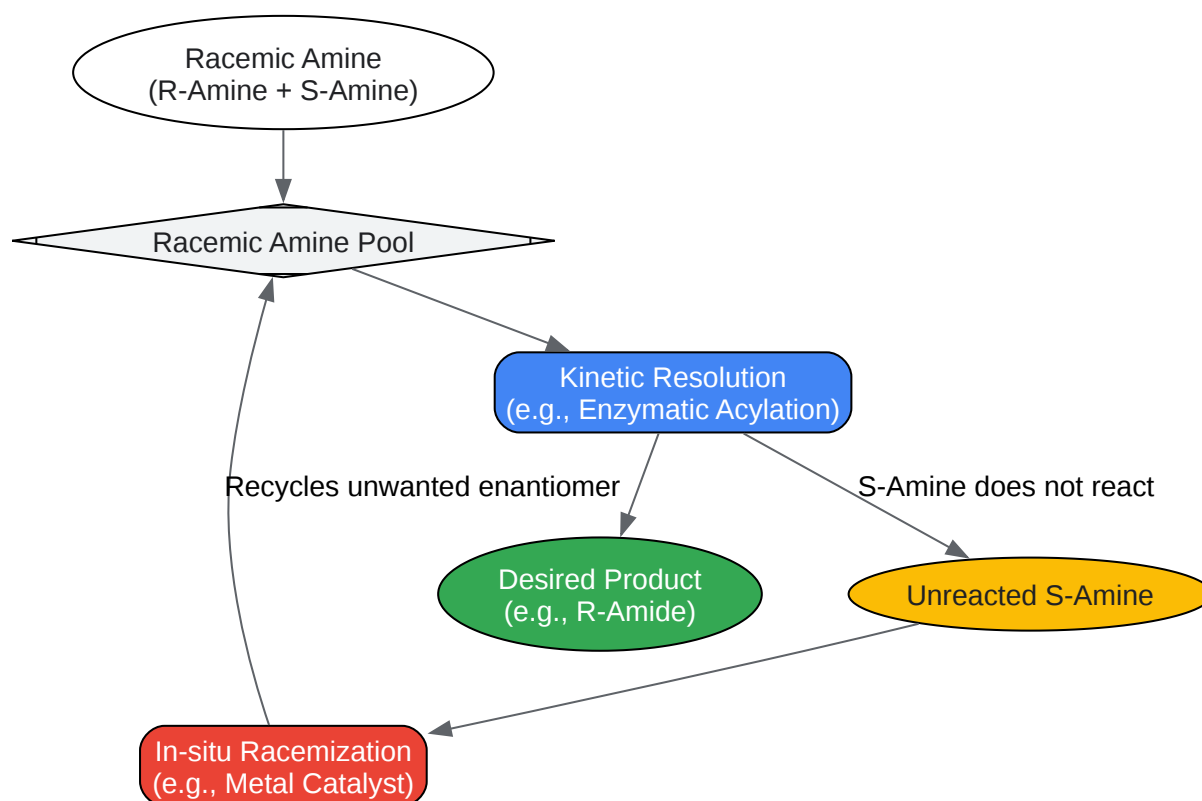 Racemic Amine
(R-Amine + S-Amine)
Racemic Amine Pool
Kinetic Resolution
(e.g., Enzymatic Acylation)
Recycles unwanted enantiomer
S-Amine does not react
Desired Product
(e.g., R-Amide)
Unreacted S-Amine
In-situ Racemization
(e.g., Metal Catalyst)